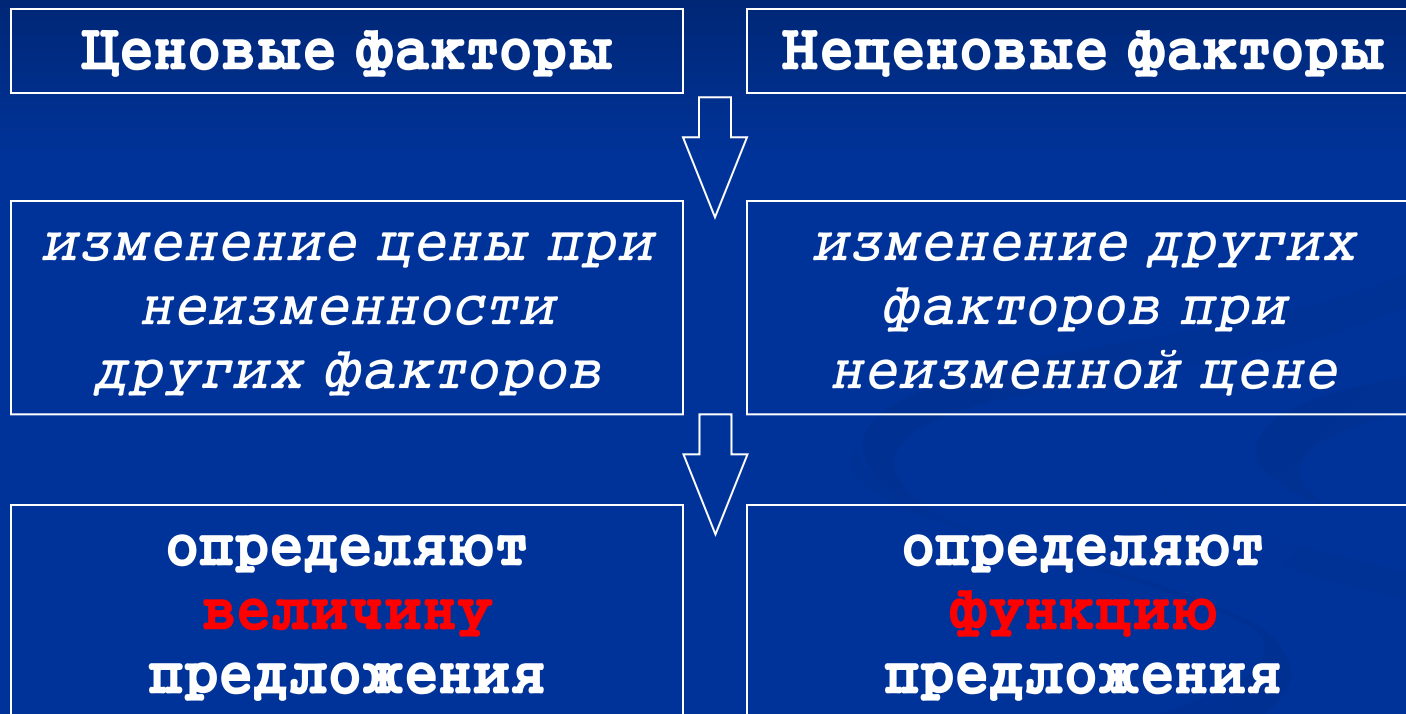 Ценовые факторы
Неценовые факторы
изменение цены при
неизменности
других факторов
изменение других
факторов при
неизменной цене
определяют
величину
предложения
определяют
функцию
предложения